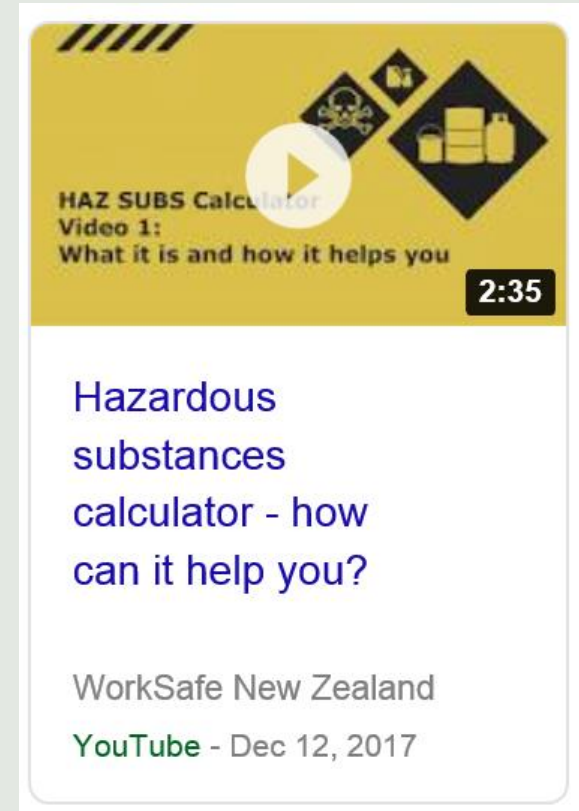 HAZ SUBS Calculator
Video 1:
What it is and how it helps you
2:35
Hazardous
substances
calculator - how
can it help you?
WorkSafe New Zealand
YouTube - Dec 12, 2017